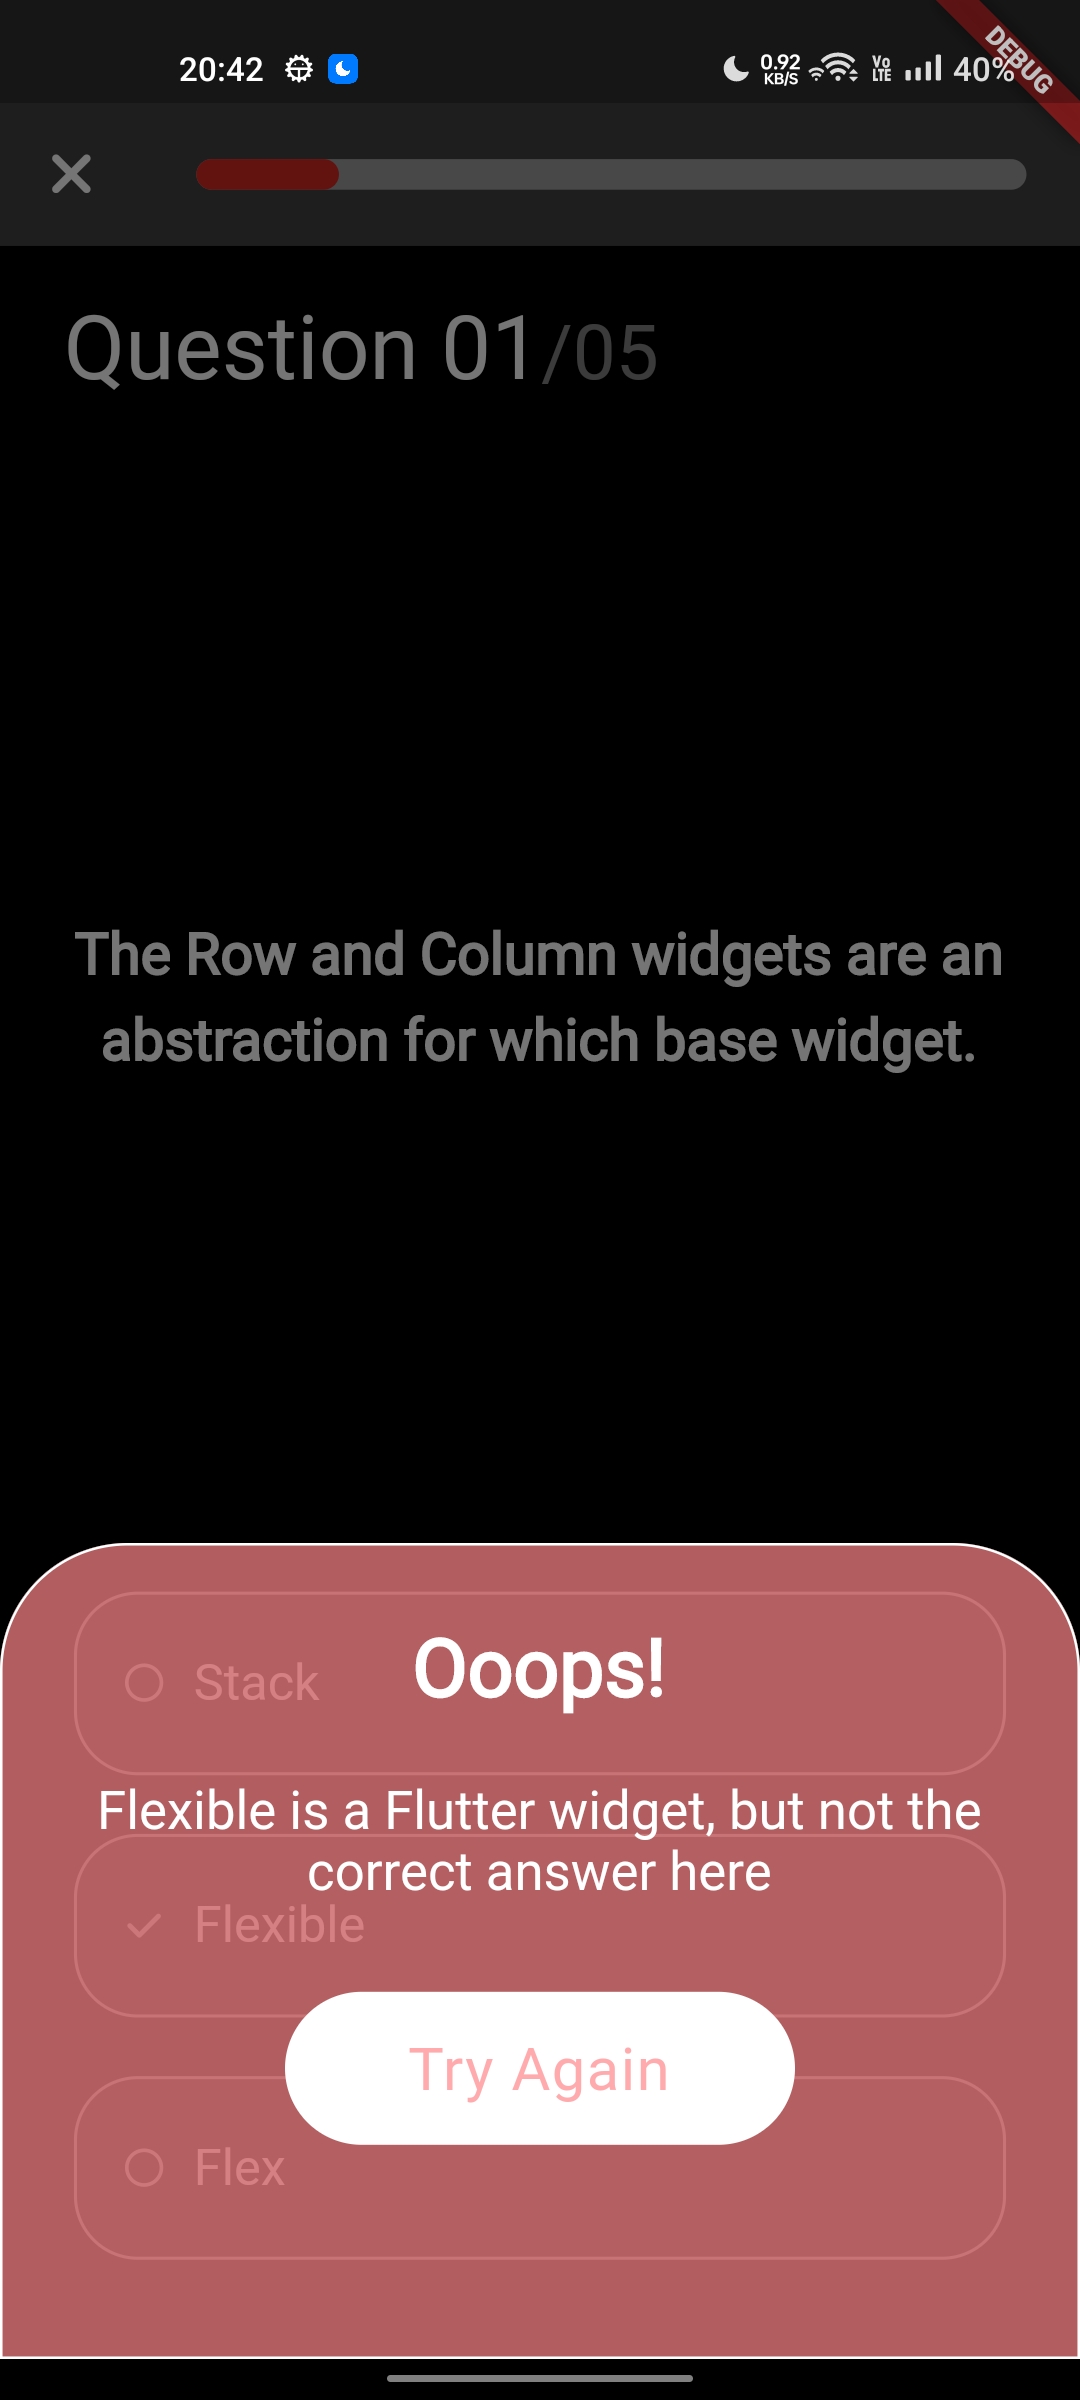 20:42
0.92
KB/S
Vo
LTE
40%
DEBUG
Question 01/05
The Row and Column widgets are an
abstraction for which base widget.
Ooops!
Stack
Flexible is a Flutter widget, but not the
correct answer here
Flexible
Try Again
Flex